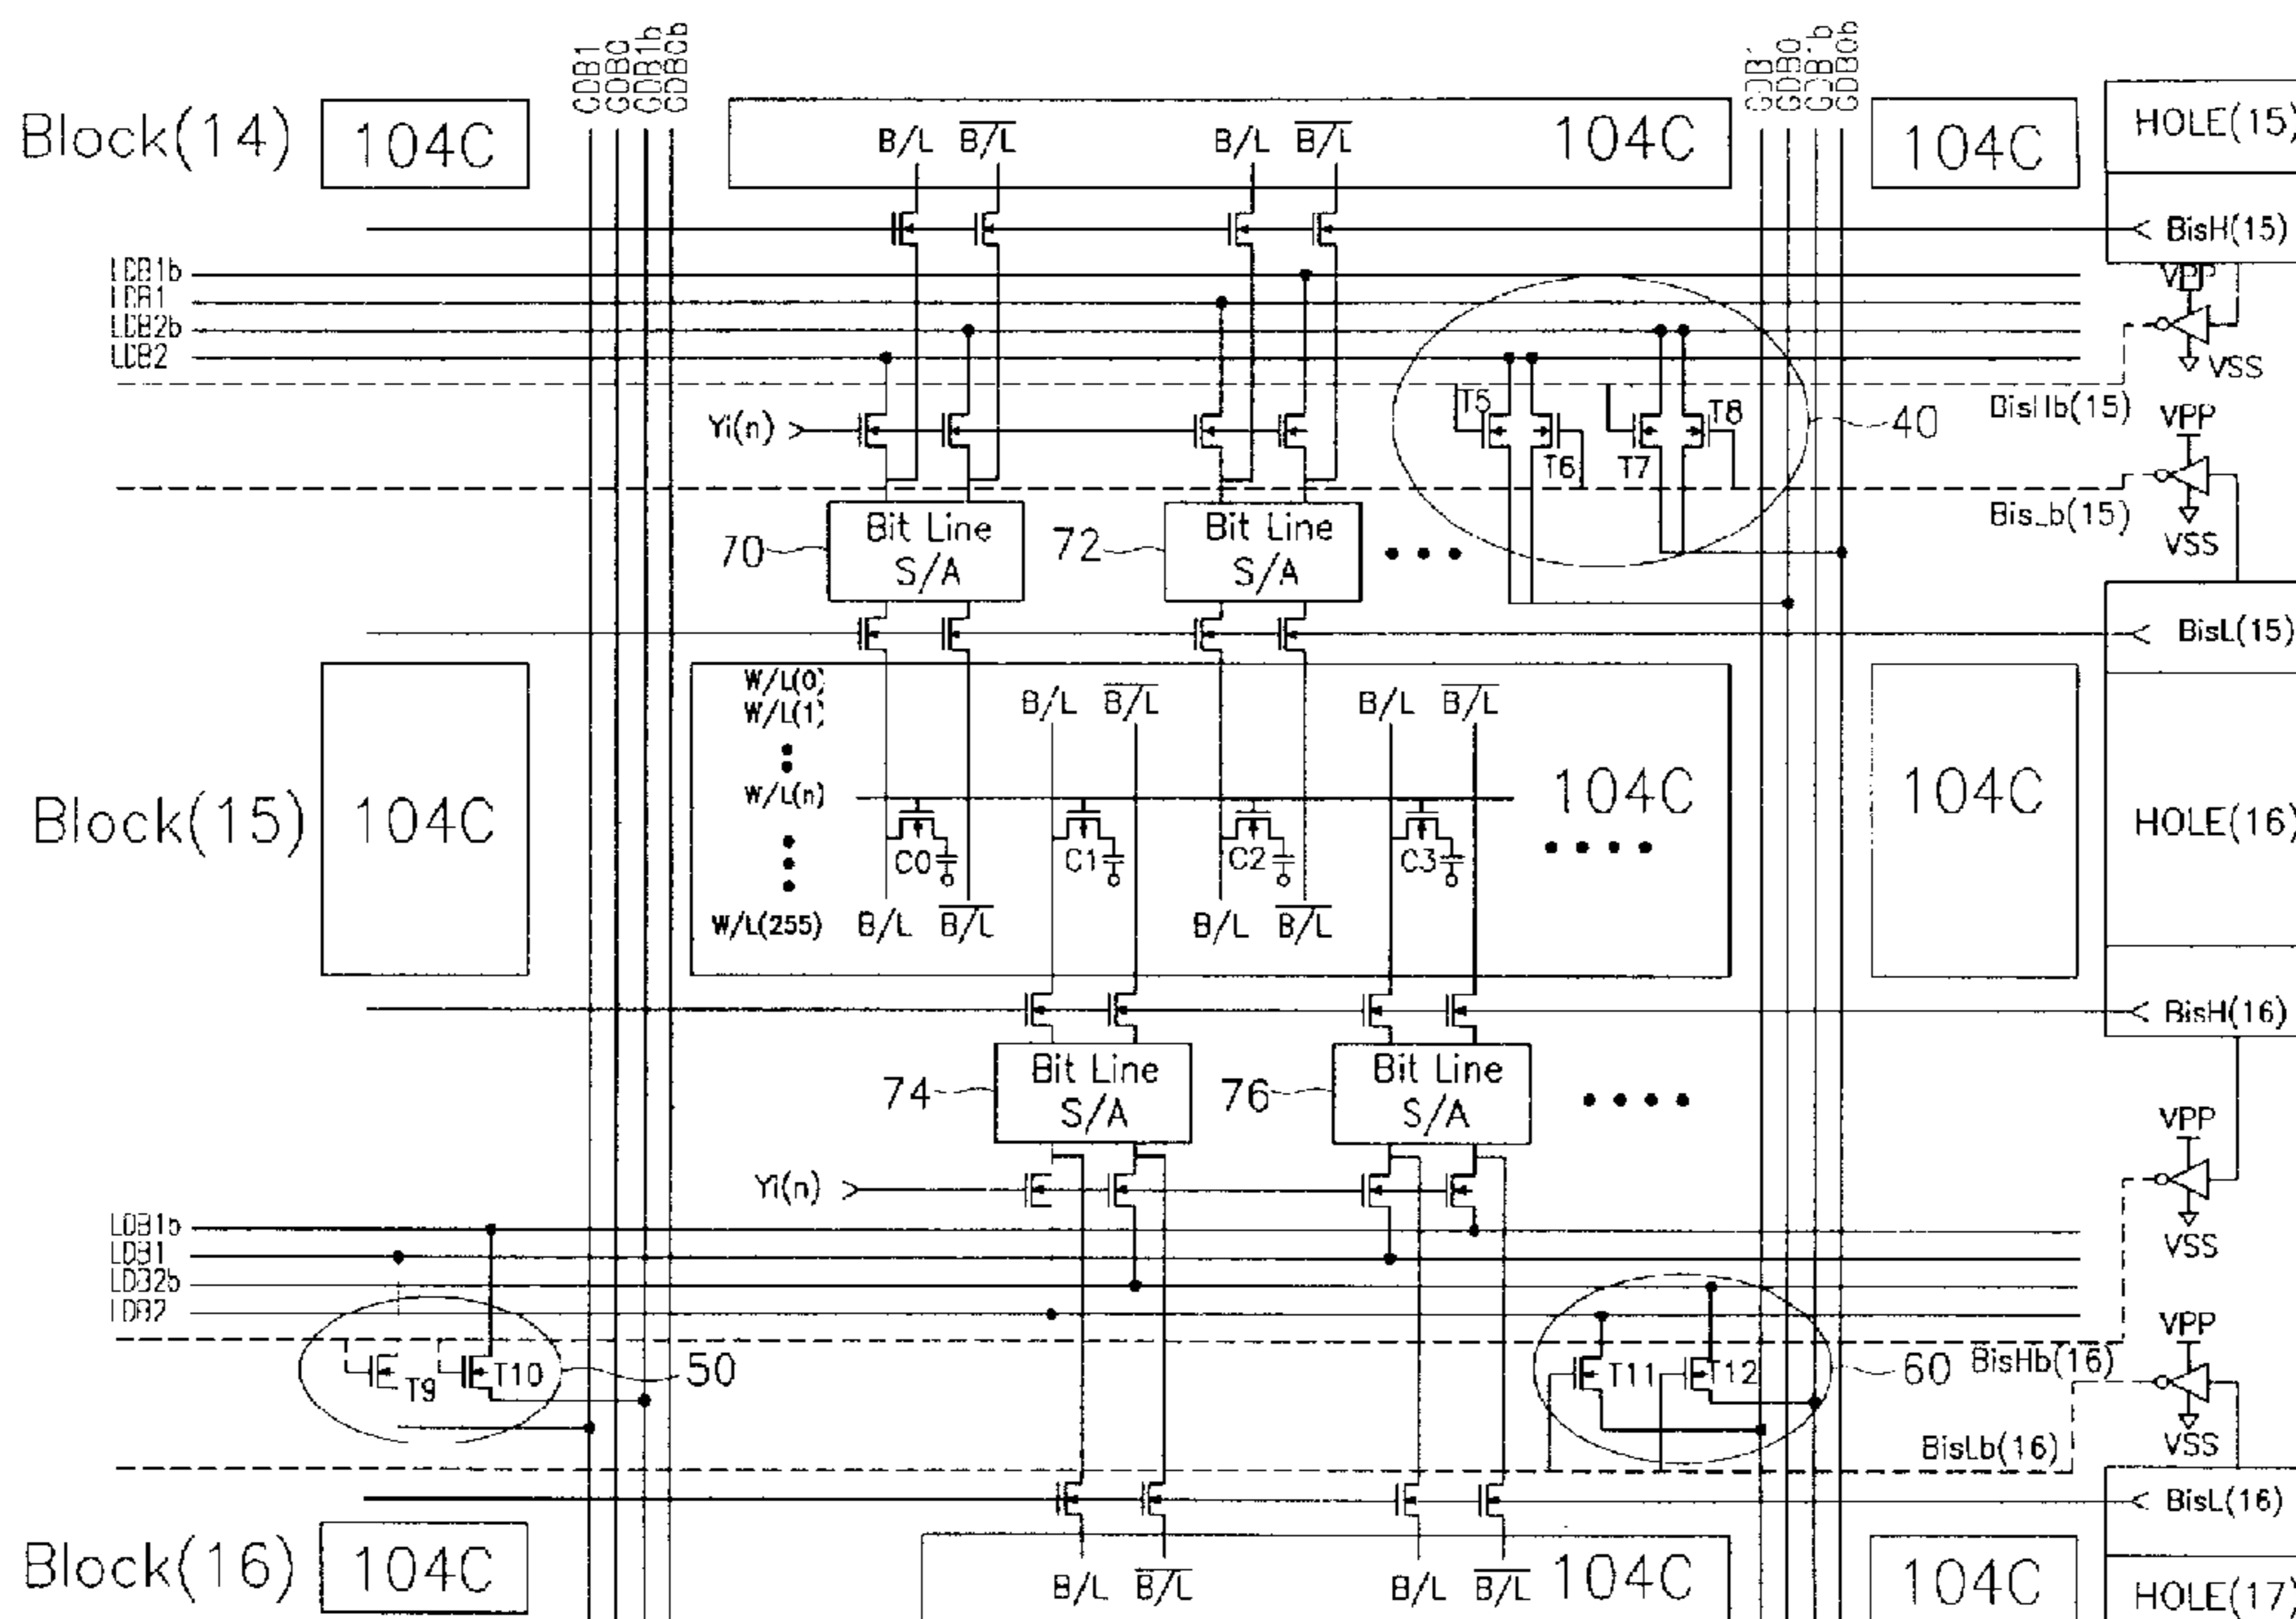 GDB0
GDB1b
GDB0
GDB0b
Block(14)
104C
B/L B/L
B/L B/L
104C
104C
HOLE(15)
BisH(15)
LDB1b
LDB1
LDB2b
LDB2
VPP
VSS
T5
T8
BisHb(15)
40
VPP
Yi(n)
T6
T7
Bit Line
S/A
70
72
Bit Line
S/A
VSS
BisL(15)
W/L(0)
W/L(1)
B/L B/L
B/L B/L
Block(15)
104C
W/L(n)
104C
104C
HOLE(16)
C0
C1
C2
C3
W/L(255)
B/L B/L
B/L B/L
BisH(16)
74
Bit Line
S/A
76
Bit Line
S/A
VPP
Yi(n)
LDB1b
LDB1
LDB2b
LDB2
VSS
VPP
T9
T10
50
T11
T12
60
BisHb(16)
BisLb(16)
VSS
BisL(16)
Block(16)
104C
B/L B/L
B/L B/L
104C
104C
HOLE(17)